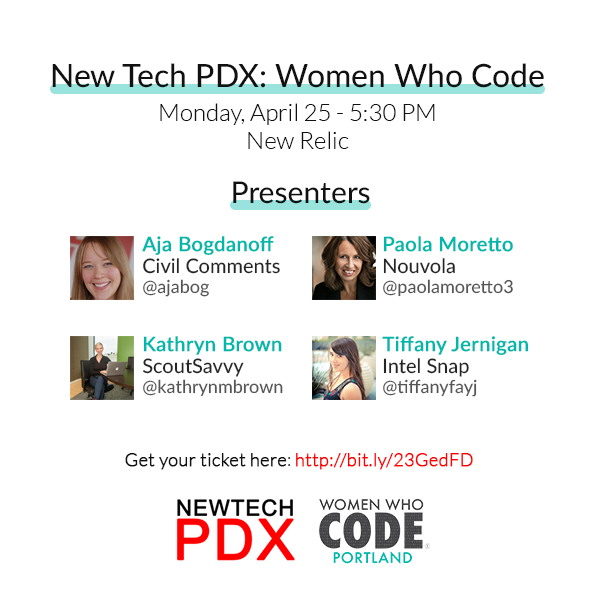 New Tech PDX: Women Who Code
Monday, April 25 - 5:30 PM
New Relic
Presenters
Aja Bogdanoff
Civil Comments
@ajabog
Paola Moretto
Nouvola
@paolamoretto3
Kathryn Brown
ScoutSavvy
@kathrynmbrown
Tiffany Jernigan
Intel Snap
@tiffanyfayj
Get your ticket here: http://bit.ly/23GedFD
NEWTECH
PDX
WOMEN WHO
CODE®
PORTLAND